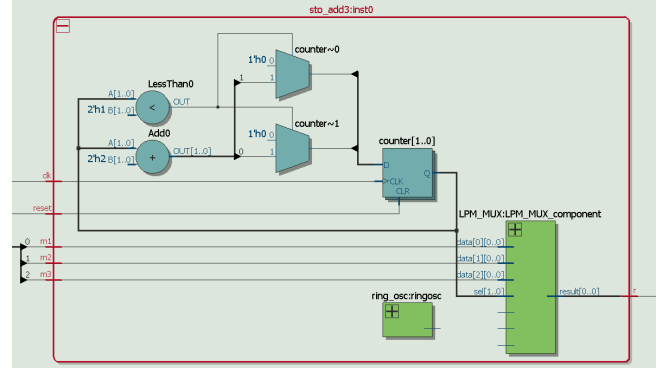 sto_add3:inst0
1'h0 0
counter~0
1
1
LessThan0
A[1..0]
2'h1 B[1..0]
<
OUT
counter~1
1'h0 0
Add0
A[1..0]
2'h2 B[1..0]
+
OUT[1..0]
0
1
counter[1..0]
D
Q
clk
CLK
CLR
reset
LPM_MUX:LPM_MUX_component
0 m1
data[0][0..0]
1 m2
data[1][0..0]
2 m3
data[2][0..0]
ring_osc:ringosc
sel[1..0]
result[0..0]
r